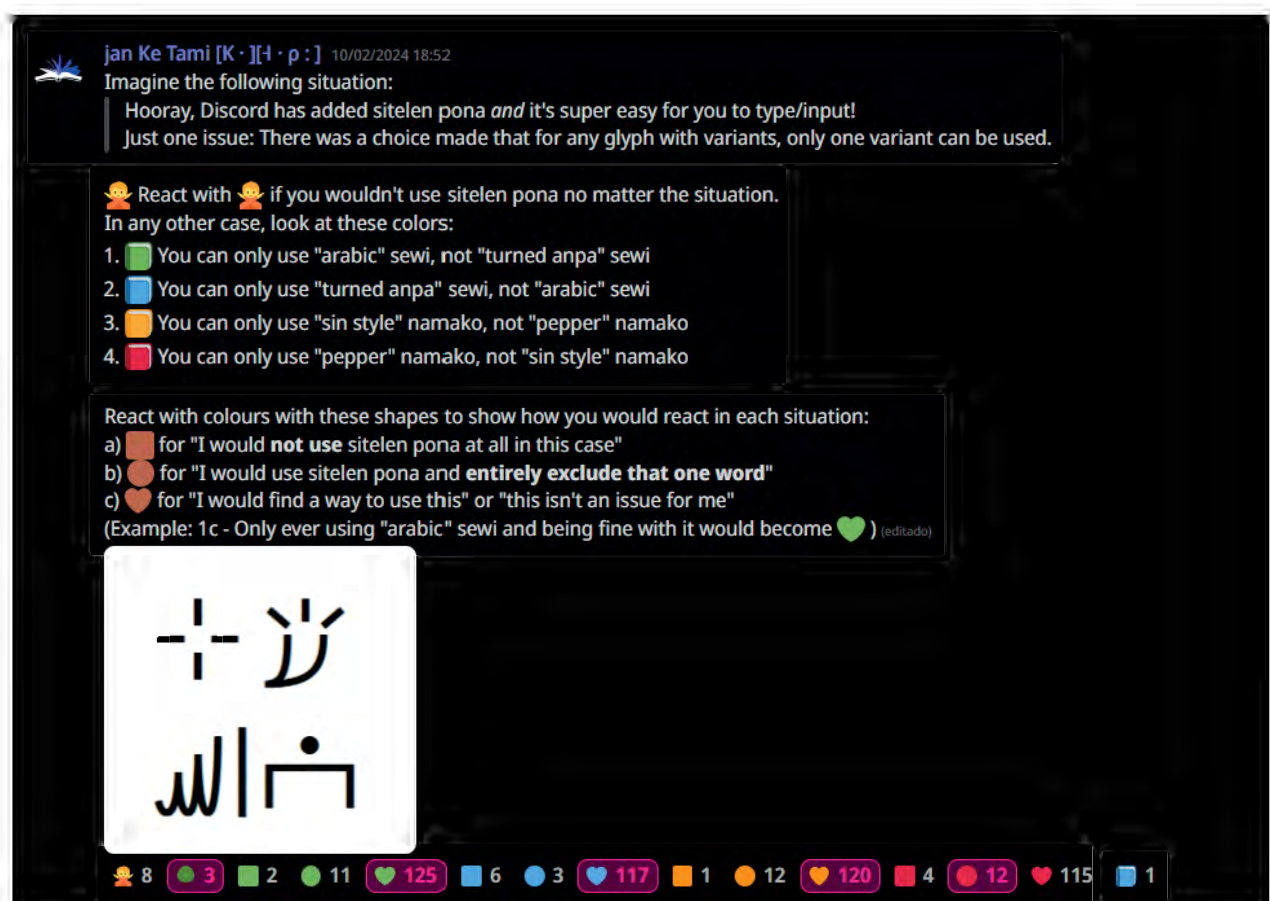 jan Ke Tami [K · ][ⵂ · ρ : ] 10/02/2024 18:52
Imagine the following situation:
Hooray, Discord has added sitelen pona and it's super easy for you to type/input!
Just one issue: There was a choice made that for any glyph with variants, only one variant can be used.
🙅 React with 🙅 if you wouldn't use sitelen pona no matter the situation.
In any other case, look at these colors:
1. 📗 You can only use "arabic" sewi, not "turned anpa" sewi
2. 📘 You can only use "turned anpa" sewi, not "arabic" sewi
3. 📙 You can only use "sin style" namako, not "pepper" namako
4. 📕 You can only use "pepper" namako, not "sin style" namako
React with colours with these shapes to show how you would react in each situation:
a) 🟥 for "I would not use sitelen pona at all in this case"
b) 🔴 for "I would use sitelen pona and entirely exclude that one word"
c) ❤️ for "I would find a way to use this" or "this isn't an issue for me"
(Example: 1c - Only ever using "arabic" sewi and being fine with it would become 💚 ) (editado)
الله
🙅 8 3 🟩 2 🟢 11 💚 125 🟦 6 🔵 3 💙 117 🟧 1 🟠 12 🧡 120 🟥 4 🔴 12 ❤️ 115 📘 1